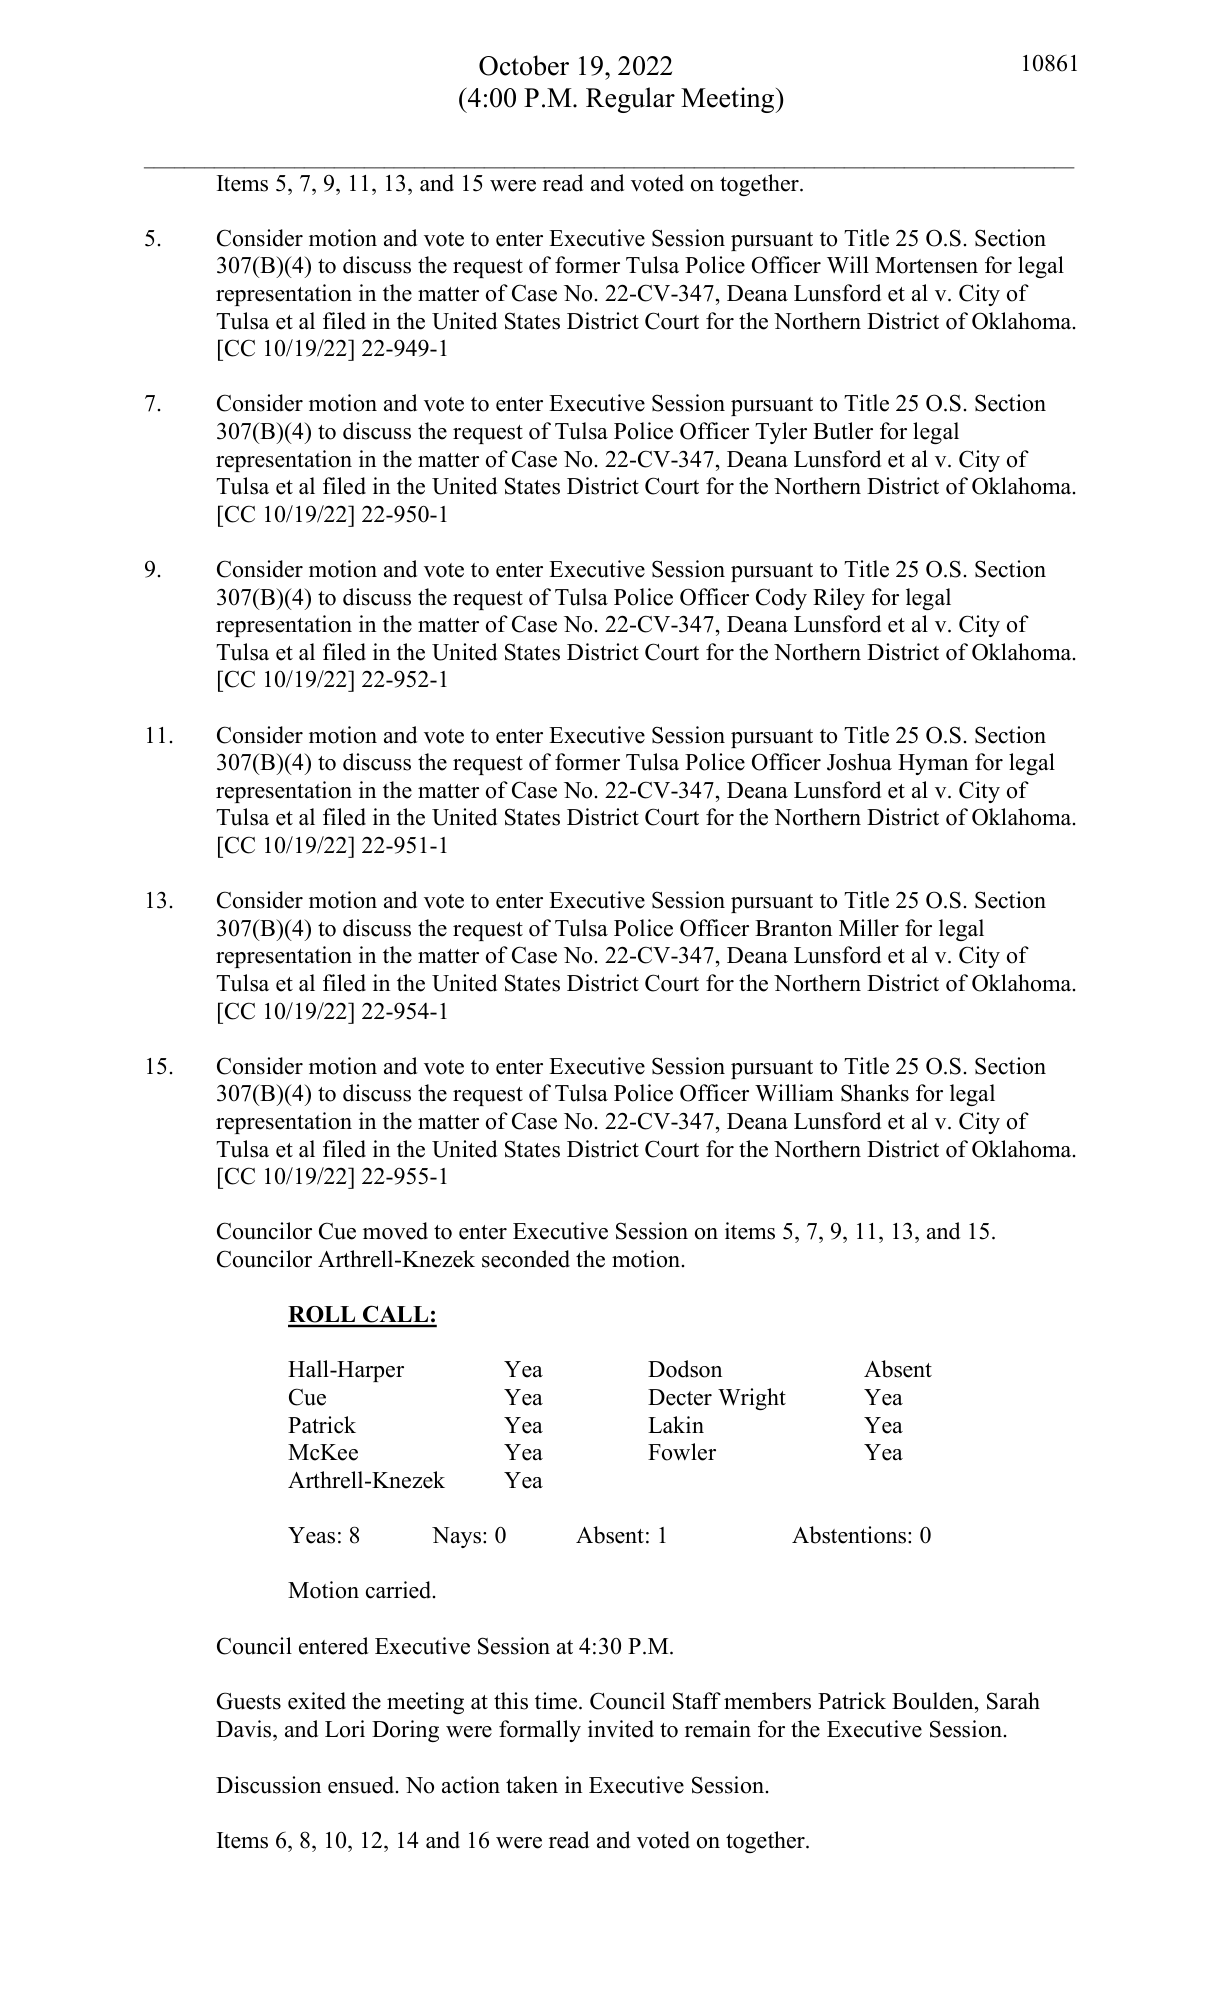 October 19, 2022
10861
(4:00 P.M. Regular Meeting)
Items 5, 7, 9, 11, 13, and 15 were read and voted on together.
5. Consider motion and vote to enter Executive Session pursuant to Title 25 O.S. Section
307(B)(4) to discuss the request of former Tulsa Police Officer Will Mortensen for legal
representation in the matter of Case No. 22-CV-347, Deana Lunsford et al v. City of
Tulsa et al filed in the United States District Court for the Northern District of Oklahoma.
[CC 10/19/22] 22-949-1
7. Consider motion and vote to enter Executive Session pursuant to Title 25 O.S. Section
307(B)(4) to discuss the request of Tulsa Police Officer Tyler Butler for legal
representation in the matter of Case No. 22-CV-347, Deana Lunsford et al v. City of
Tulsa et al filed in the United States District Court for the Northern District of Oklahoma.
[CC 10/19/22] 22-950-1
9. Consider motion and vote to enter Executive Session pursuant to Title 25 O.S. Section
307(B)(4) to discuss the request of Tulsa Police Officer Cody Riley for legal
representation in the matter of Case No. 22-CV-347, Deana Lunsford et al v. City of
Tulsa et al filed in the United States District Court for the Northern District of Oklahoma.
[CC 10/19/22] 22-952-1
11. Consider motion and vote to enter Executive Session pursuant to Title 25 O.S. Section
307(B)(4) to discuss the request of former Tulsa Police Officer Joshua Hyman for legal
representation in the matter of Case No. 22-CV-347, Deana Lunsford et al v. City of
Tulsa et al filed in the United States District Court for the Northern District of Oklahoma.
[CC 10/19/22] 22-951-1
13. Consider motion and vote to enter Executive Session pursuant to Title 25 O.S. Section
307(B)(4) to discuss the request of Tulsa Police Officer Branton Miller for legal
representation in the matter of Case No. 22-CV-347, Deana Lunsford et al v. City of
Tulsa et al filed in the United States District Court for the Northern District of Oklahoma.
[CC 10/19/22] 22-954-1
15. Consider motion and vote to enter Executive Session pursuant to Title 25 O.S. Section
307(B)(4) to discuss the request of Tulsa Police Officer William Shanks for legal
representation in the matter of Case No. 22-CV-347, Deana Lunsford et al v. City of
Tulsa et al filed in the United States District Court for the Northern District of Oklahoma.
[CC 10/19/22] 22-955-1
Councilor Cue moved to enter Executive Session on items 5, 7, 9, 11, 13, and 15.
Councilor Arthrell-Knezek seconded the motion.
ROLL CALL:
Hall-Harper Yea Dodson Absent
Cue Yea Decter Wright Yea
Patrick Yea Lakin Yea
McKee Yea Fowler Yea
Arthrell-Knezek Yea
Yeas: 8 Nays: 0 Absent: 1 Abstentions: 0
Motion carried.
Council entered Executive Session at 4:30 P.M.
Guests exited the meeting at this time. Council Staff members Patrick Boulden, Sarah
Davis, and Lori Doring were formally invited to remain for the Executive Session.
Discussion ensued. No action taken in Executive Session.
Items 6, 8, 10, 12, 14 and 16 were read and voted on together.